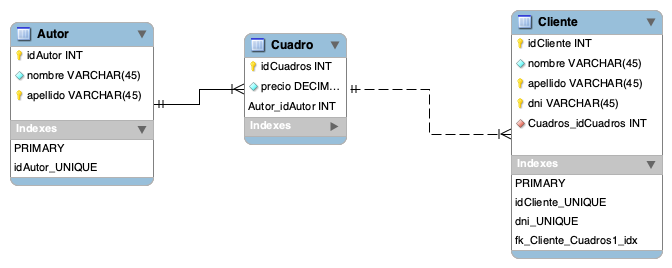 Autor
idAutor INT
nombre VARCHAR(45)
apellido VARCHAR(45)
Indexes
PRIMARY
idAutor_UNIQUE
Cuadro
idCuadros INT
precio DECIM...
Autor_idAutor INT
Indexes
Cliente
idCliente INT
nombre VARCHAR(45)
apellido VARCHAR(45)
dni VARCHAR(45)
Cuadros_idCuadros INT
Indexes
PRIMARY
idCliente_UNIQUE
dni_UNIQUE
fk_Cliente_Cuadros1_idx